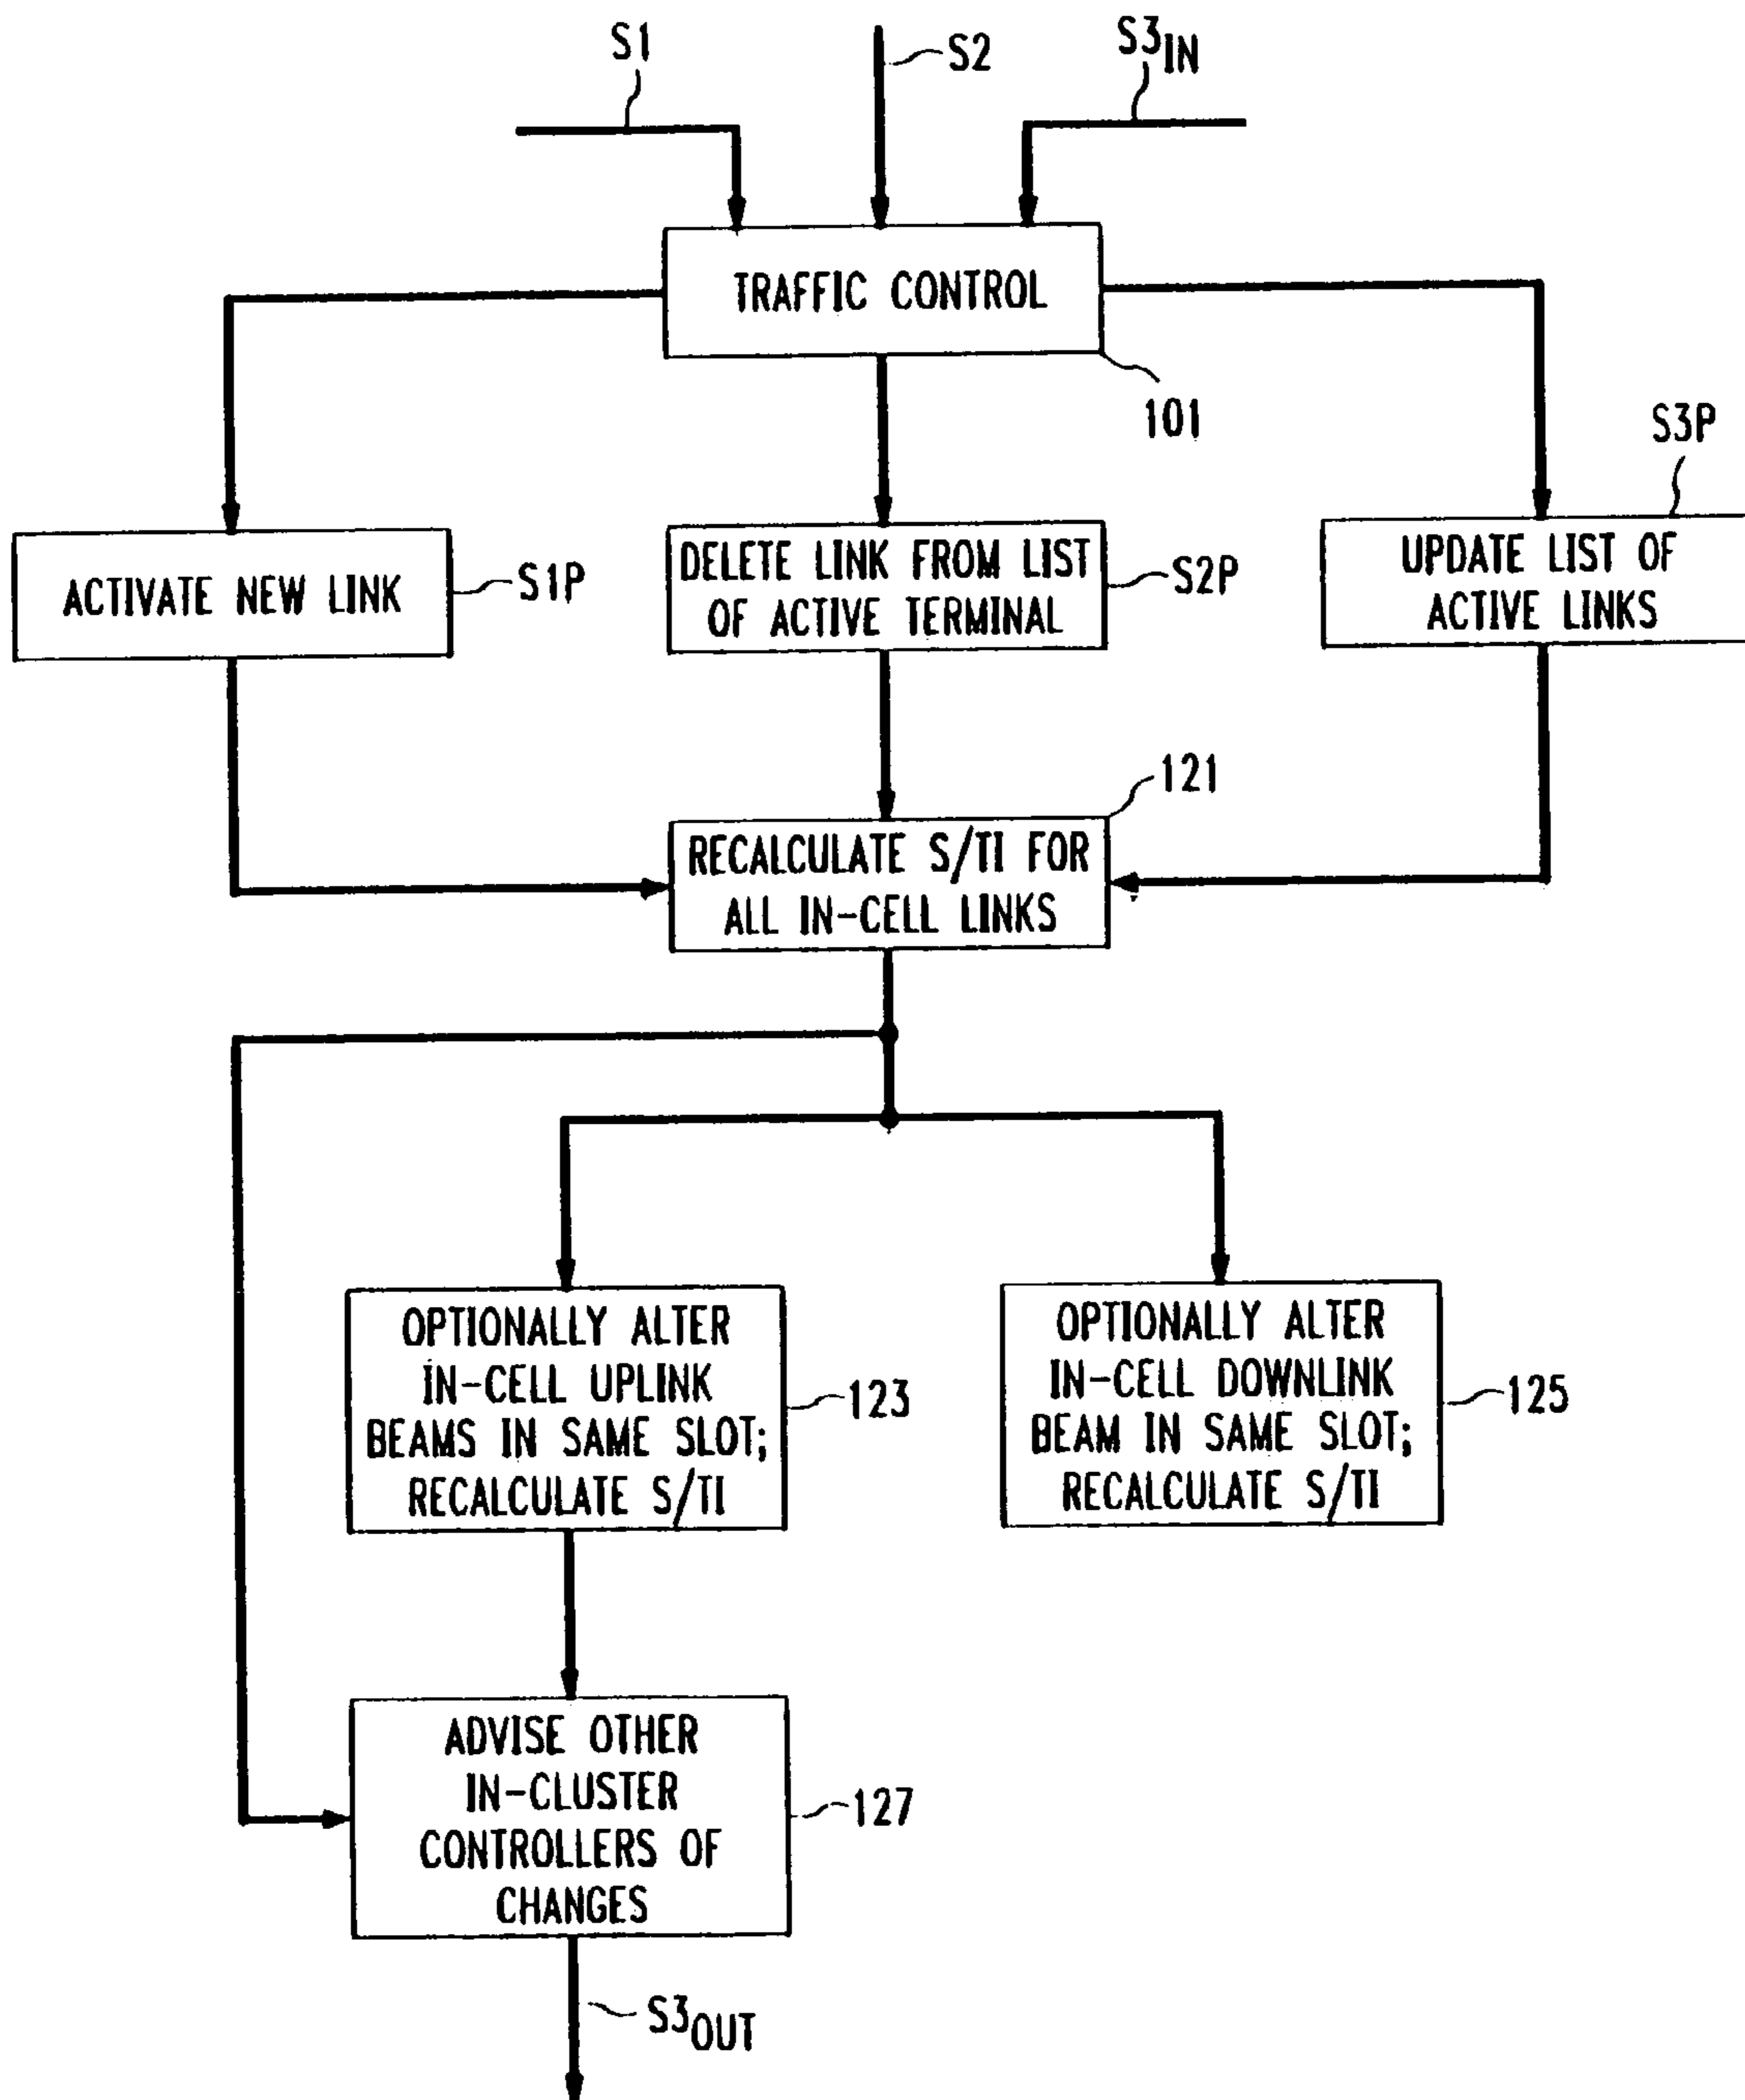 S1
S2
S3IN
TRAFFIC CONTROL
101
S3P
ACTIVATE NEW LINK
S1P
DELETE LINK FROM LIST
OF ACTIVE TERMINAL
S2P
UPDATE LIST OF
ACTIVE LINKS
121
RECALCULATE S/TI FOR
ALL IN-CELL LINKS
OPTIONALLY ALTER
IN-CELL UPLINK
BEAMS IN SAME SLOT;
RECALCULATE S/TI
123
OPTIONALLY ALTER
IN-CELL DOWNLINK
BEAM IN SAME SLOT;
RECALCULATE S/TI
125
ADVISE OTHER
IN-CLUSTER
CONTROLLERS OF
CHANGES
127
S3OUT